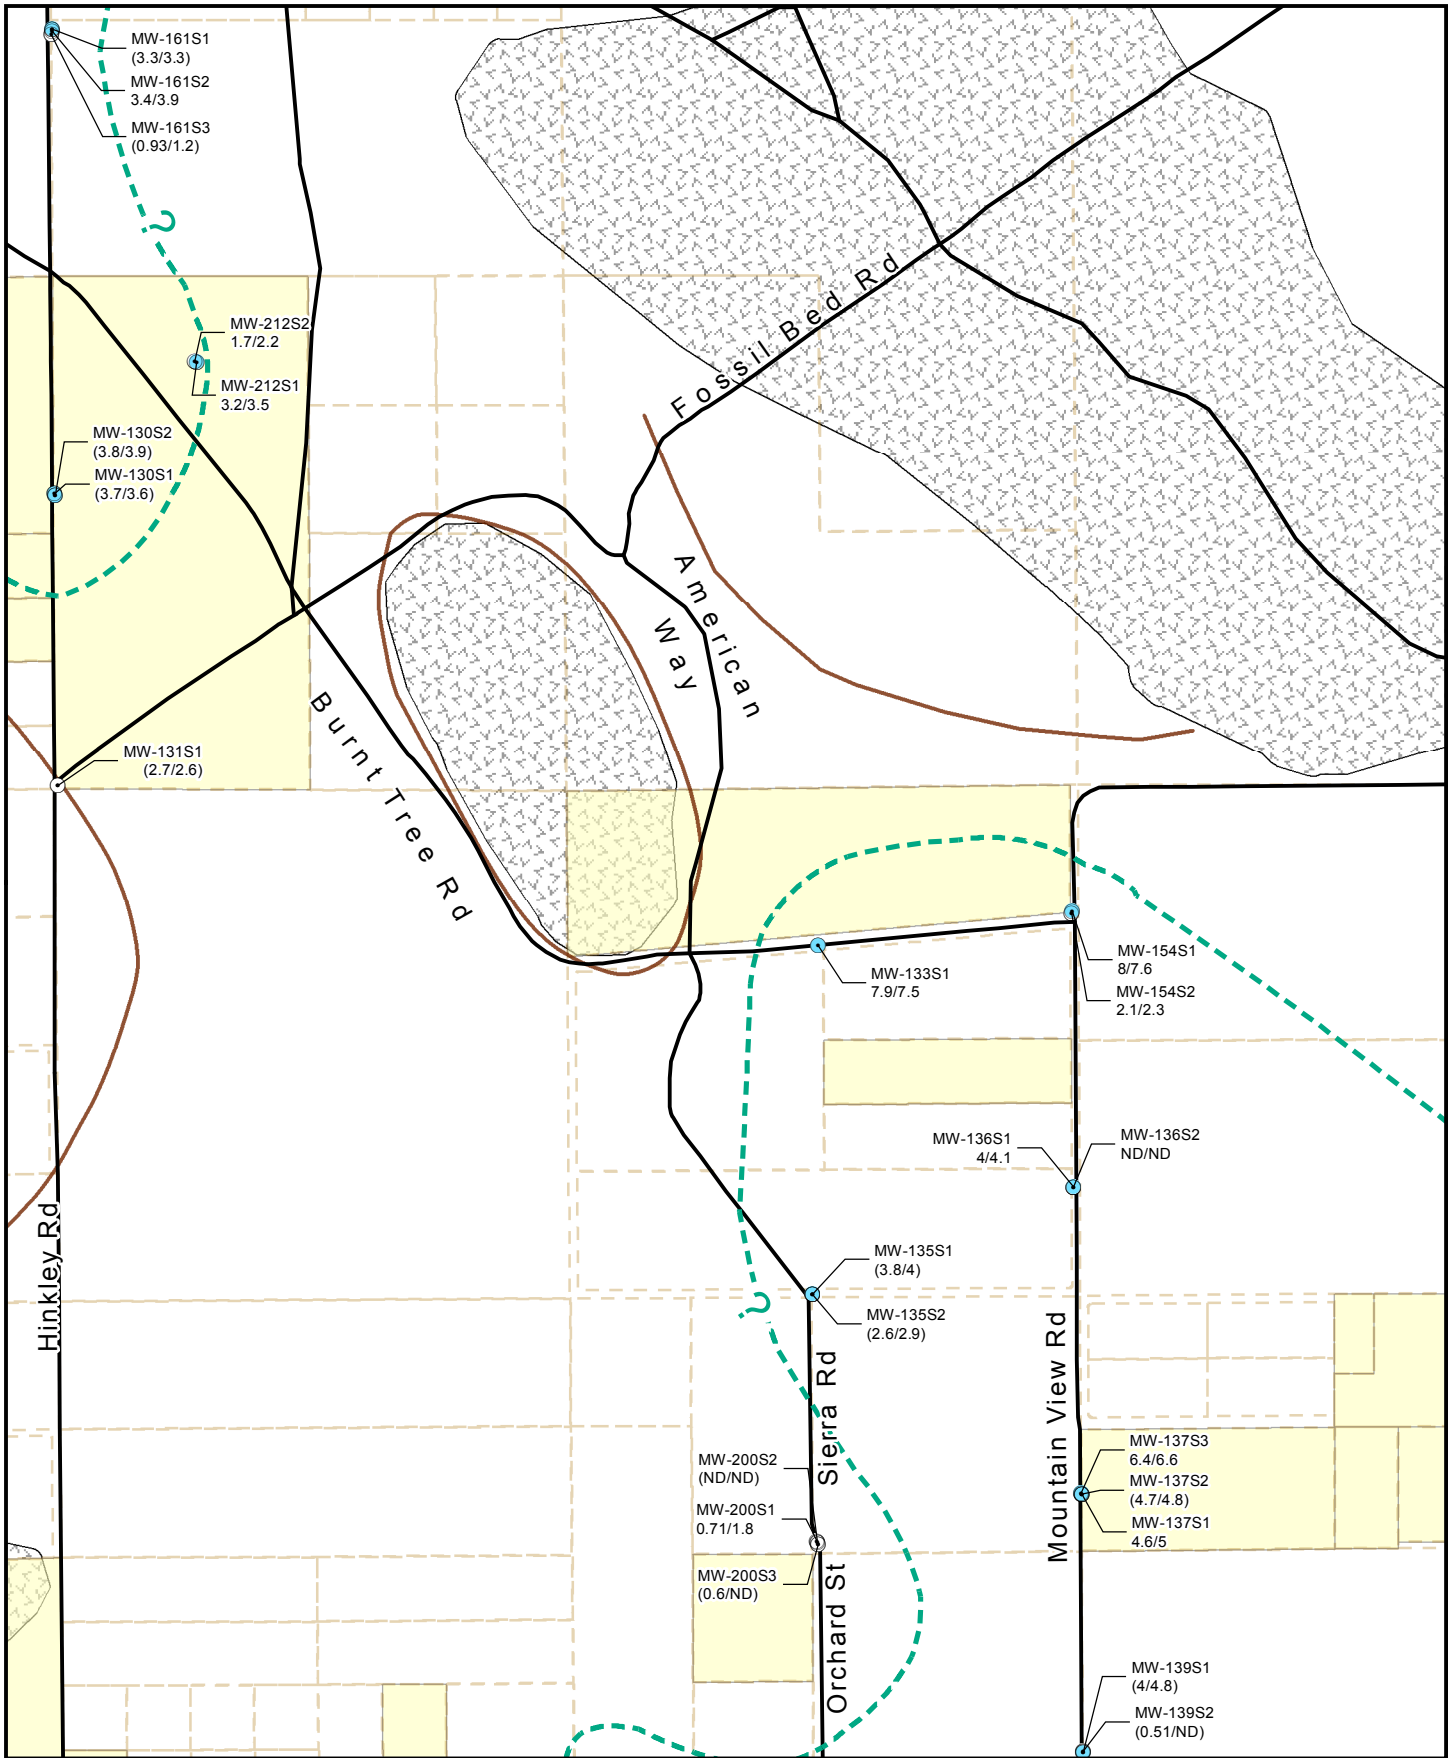 MW-161S1
(3.3/3.3)
MW-161S2
3.4/3.9
MW-161S3
(0.93/1.2)
?
MW-212S2
1.7/2.2
MW-212S1
3.2/3.5
MW-130S2
(3.8/3.9)
MW-130S1
(3.7/3.6)
Fossil Bed Rd
American
Way
Burnt Tree Rd
MW-131S1
(2.7/2.6)
MW-133S1
7.9/7.5
MW-154S1
8/7.6
MW-154S2
2.1/2.3
MW-136S1
4/4.1
MW-136S2
ND/ND
Hinkley Rd
MW-135S1
(3.8/4)
MW-135S2
(2.6/2.9)
?
Sierra Rd
Mountain View Rd
MW-200S2
(ND/ND)
MW-200S1
0.71/1.8
MW-200S3
(0.6/ND)
MW-137S3
6.4/6.6
MW-137S2
(4.7/4.8)
MW-137S1
4.6/5
Orchard St
MW-139S1
(4/4.8)
MW-139S2
(0.51/ND)